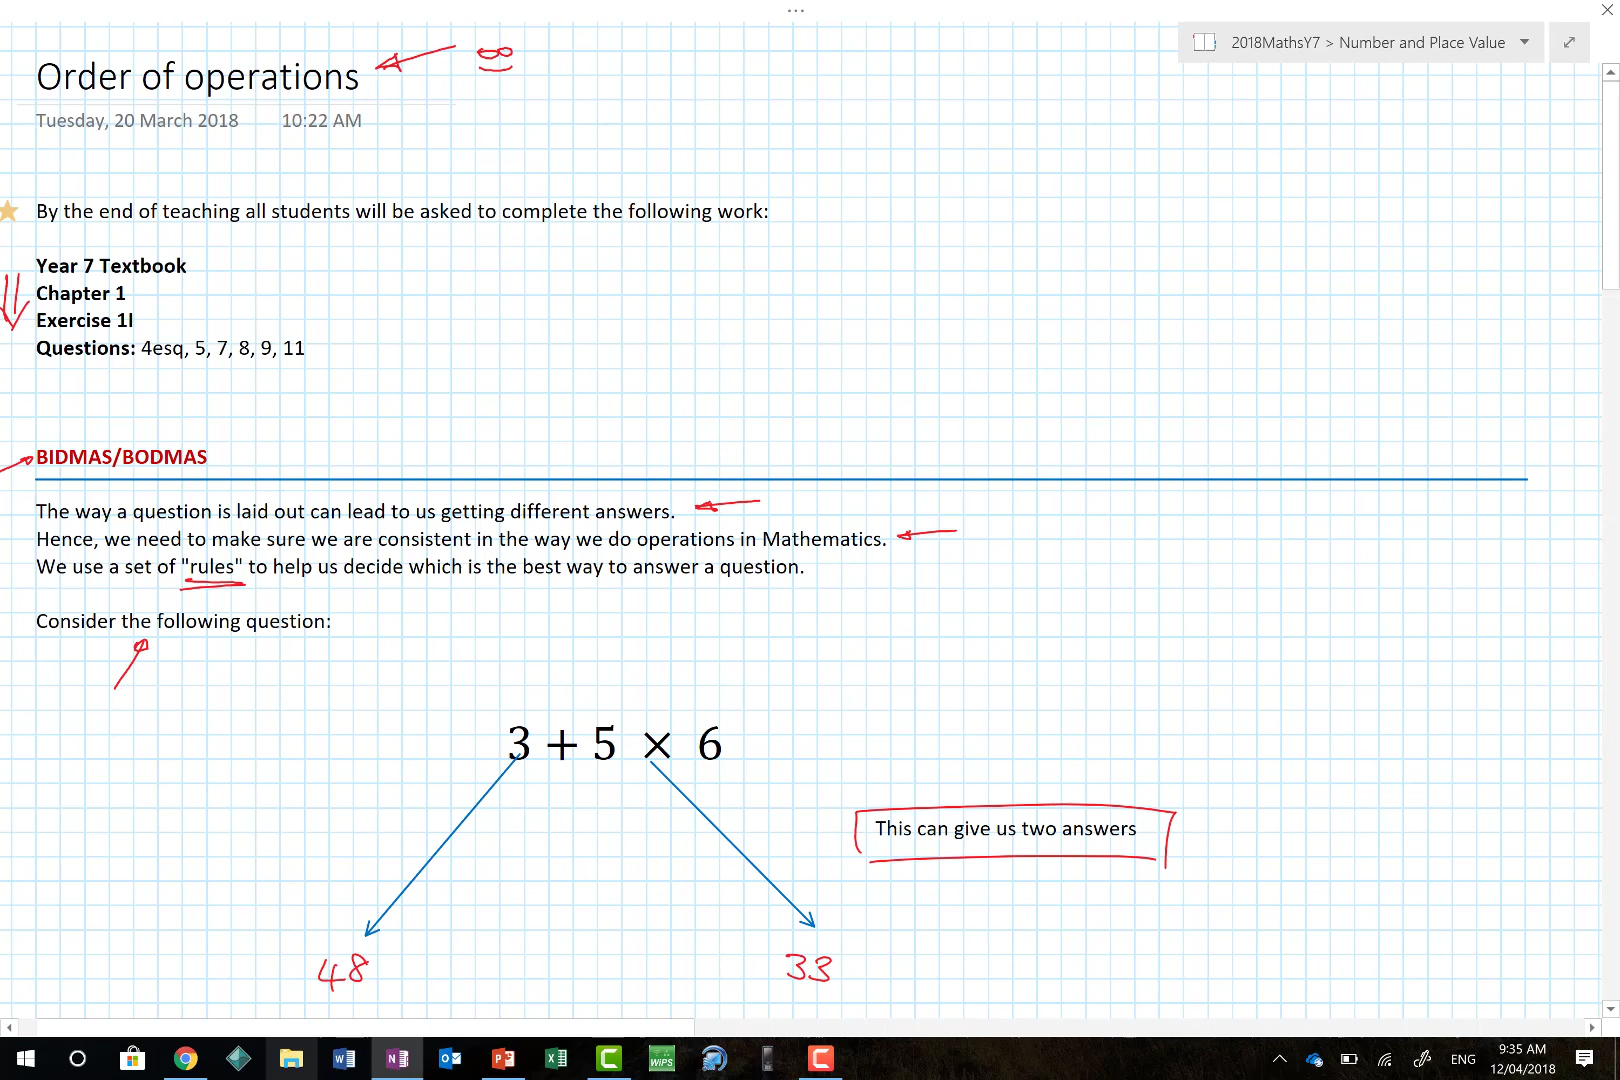 2018MathsY7 > Number and Place Value
Order of operations
Tuesday, 20 March 2018 10:22 AM
By the end of teaching all students will be asked to complete the following work:
Year 7 Textbook
Chapter 1
Exercise 1I
Questions: 4esq, 5, 7, 8, 9, 11
BIDMAS/BODMAS
The way a question is laid out can lead to us getting different answers.
Hence, we need to make sure we are consistent in the way we do operations in Mathematics.
We use a set of "rules" to help us decide which is the best way to answer a question.
Consider the following question:
3 + 5 × 6
This can give us two answers
48 33
WIPS
ENG
9:35 AM
12/04/2018